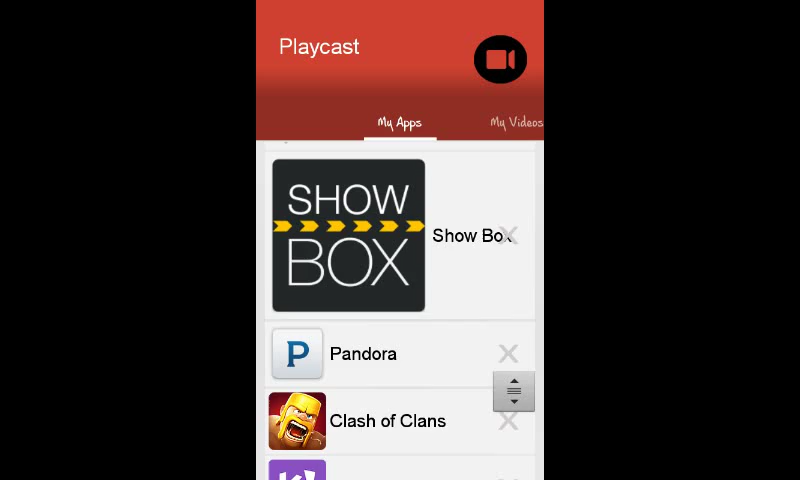 Playcast
My Apps
My Videos
SHOW
BOX
Show Box
P
Pandora
Clash of Clans